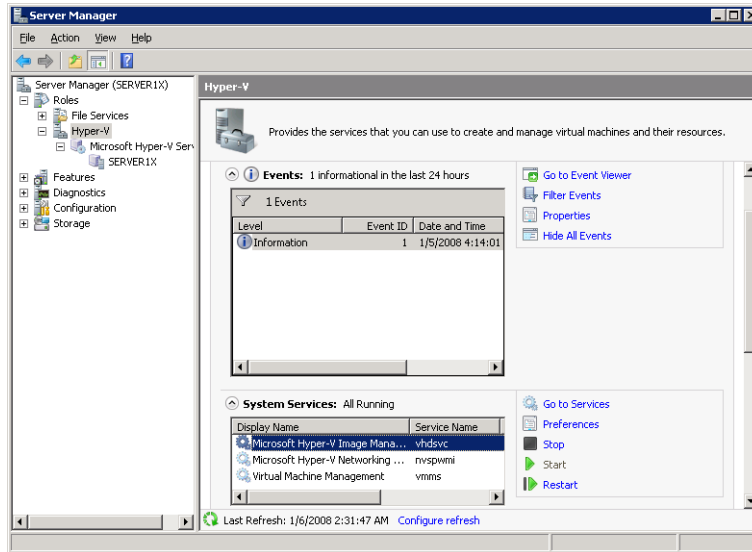 Server Manager
File Action View Help
Server Manager (SERVER1X)
Roles
File Services
Hyper-V
Microsoft Hyper-V Serv
SERVER1X
Features
Diagnostics
Configuration
Storage
Hyper-V
Provides the services that you can use to create and manage virtual machines and their resources.
Events: 1 informational in the last 24 hours
1 Events
Level Event ID Date and Time
Information 1 1/5/2008 4:14:01
Go to Event Viewer
Filter Events
Properties
Hide All Events
System Services: All Running
Display Name Service Name
Microsoft Hyper-V Image Mana... vhdsvc
Microsoft Hyper-V Networking ... nvspwmi
Virtual Machine Management vmms
Go to Services
Preferences
Stop
Start
Restart
Last Refresh: 1/6/2008 2:31:47 AM Configure refresh